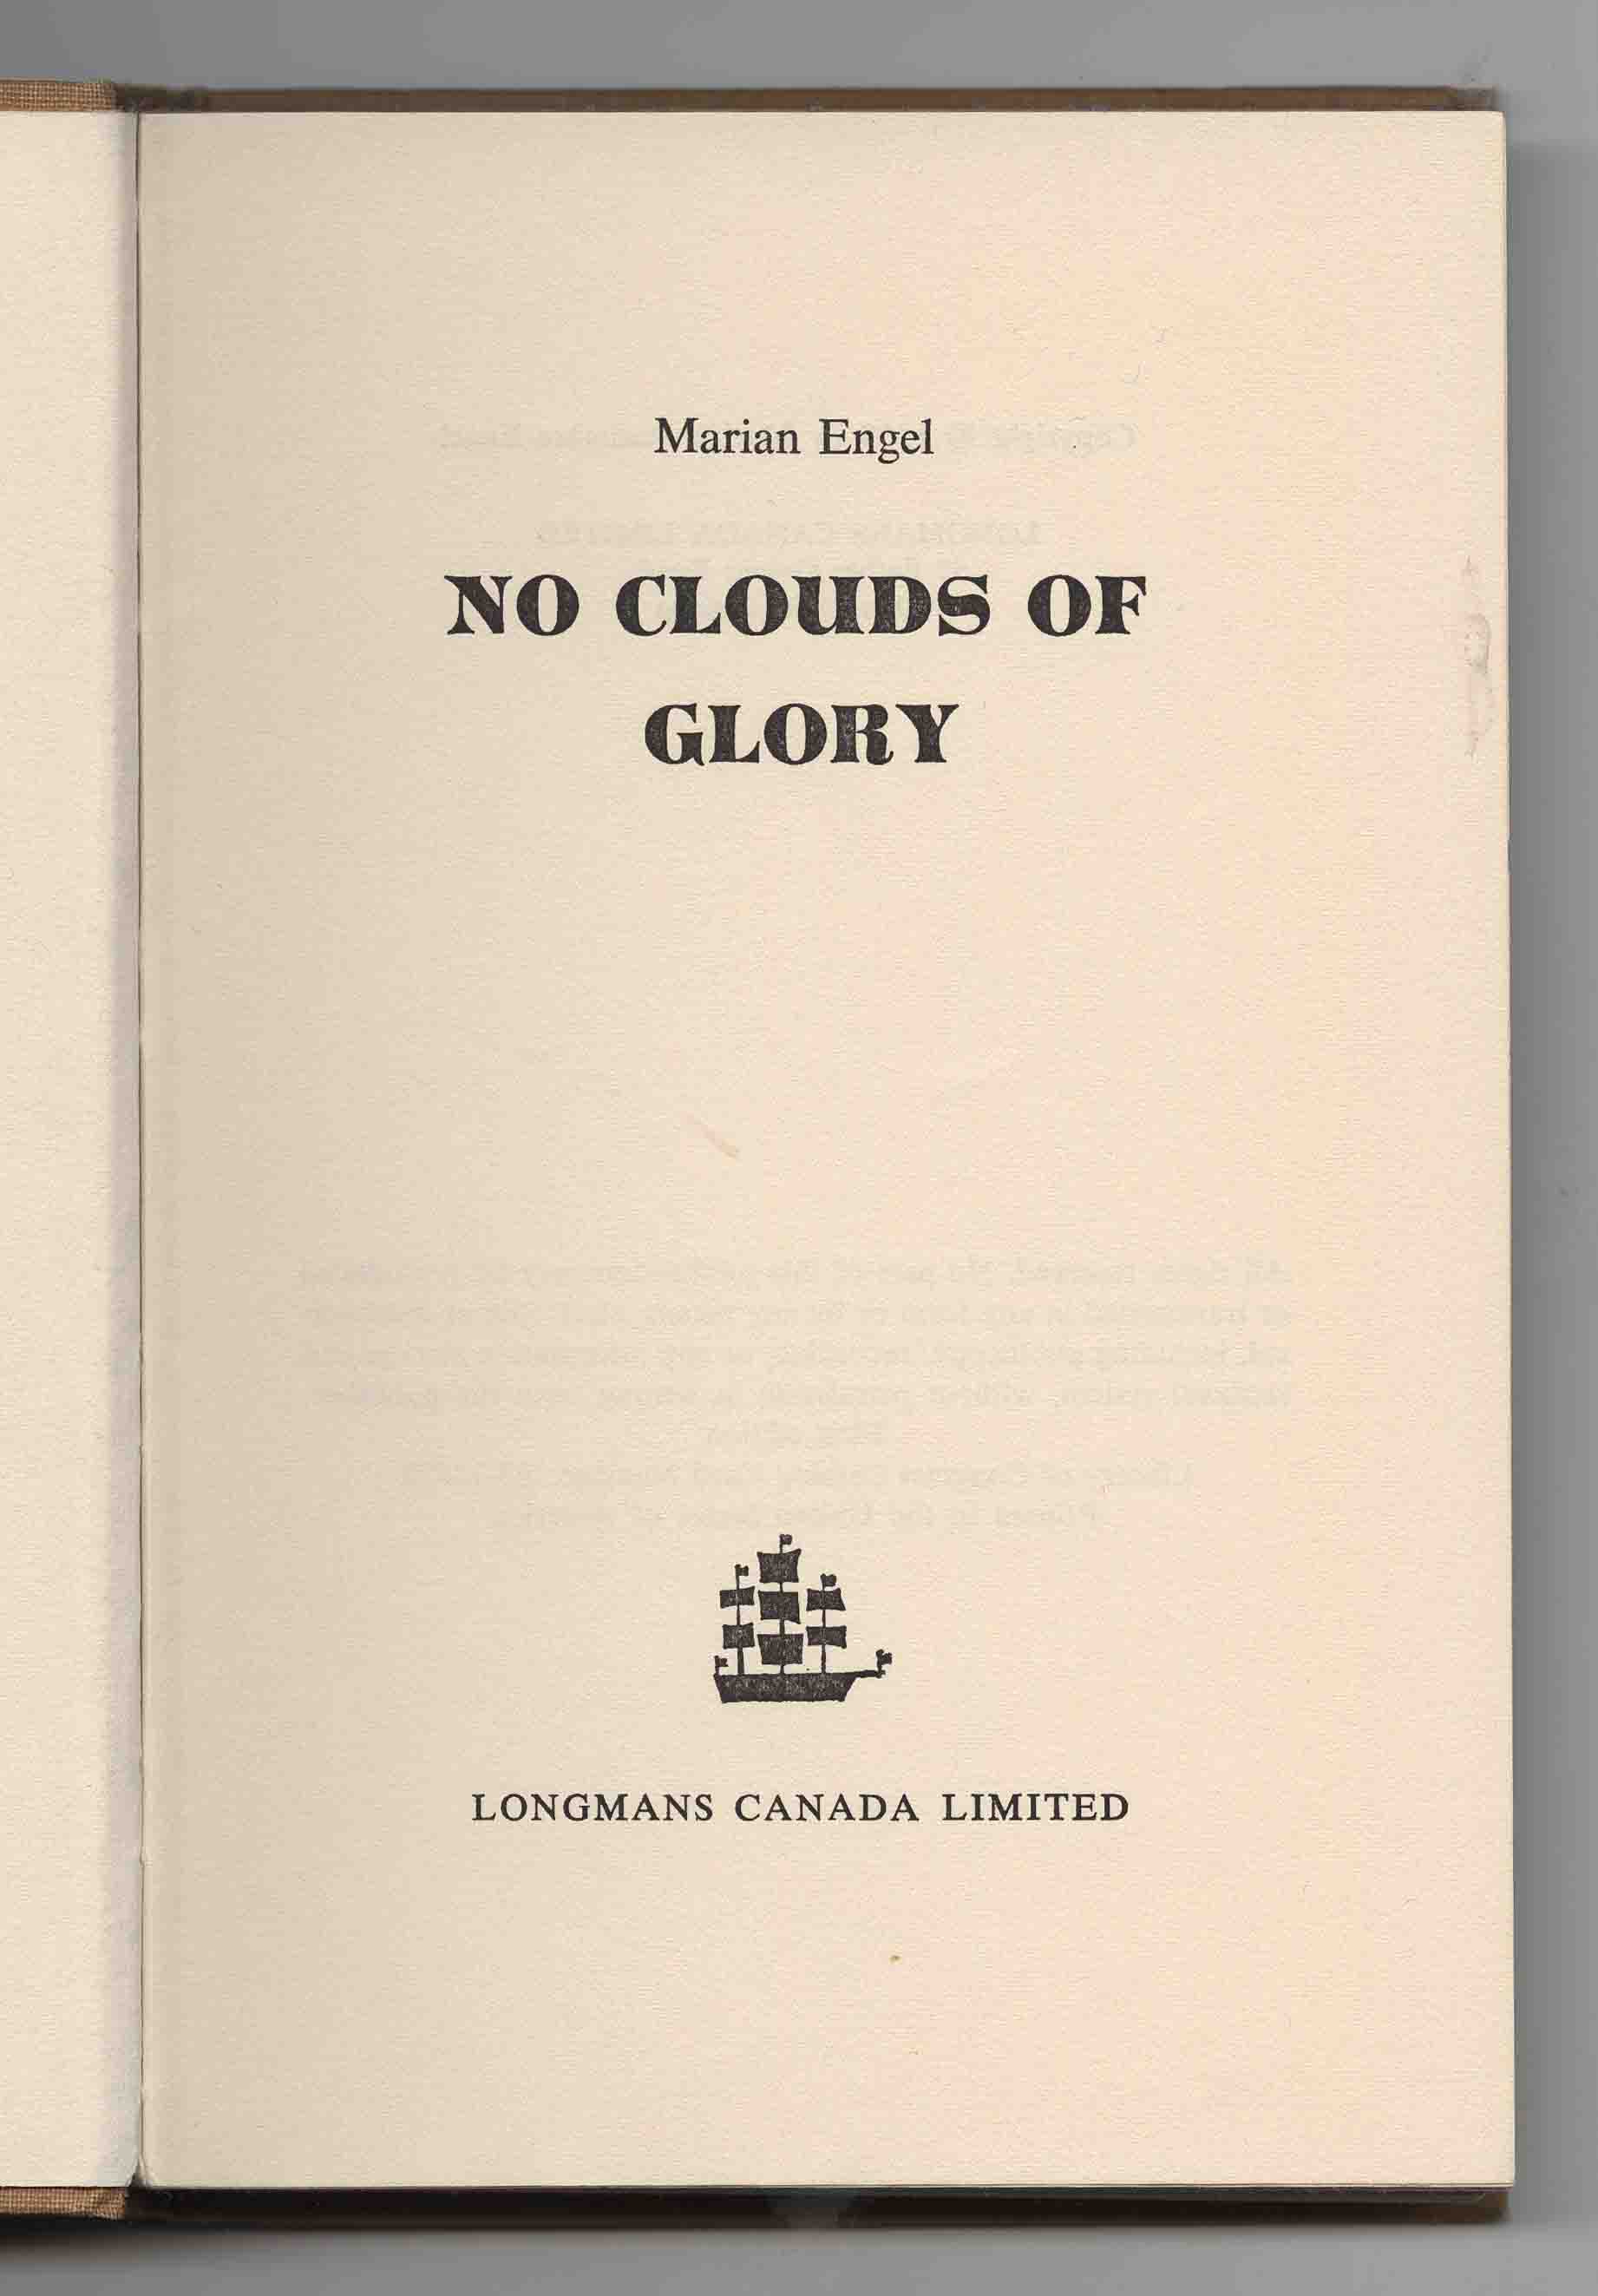 Marian Engel
NO CLOUDS OF
GLORY
LONGMANS CANADA LIMITED